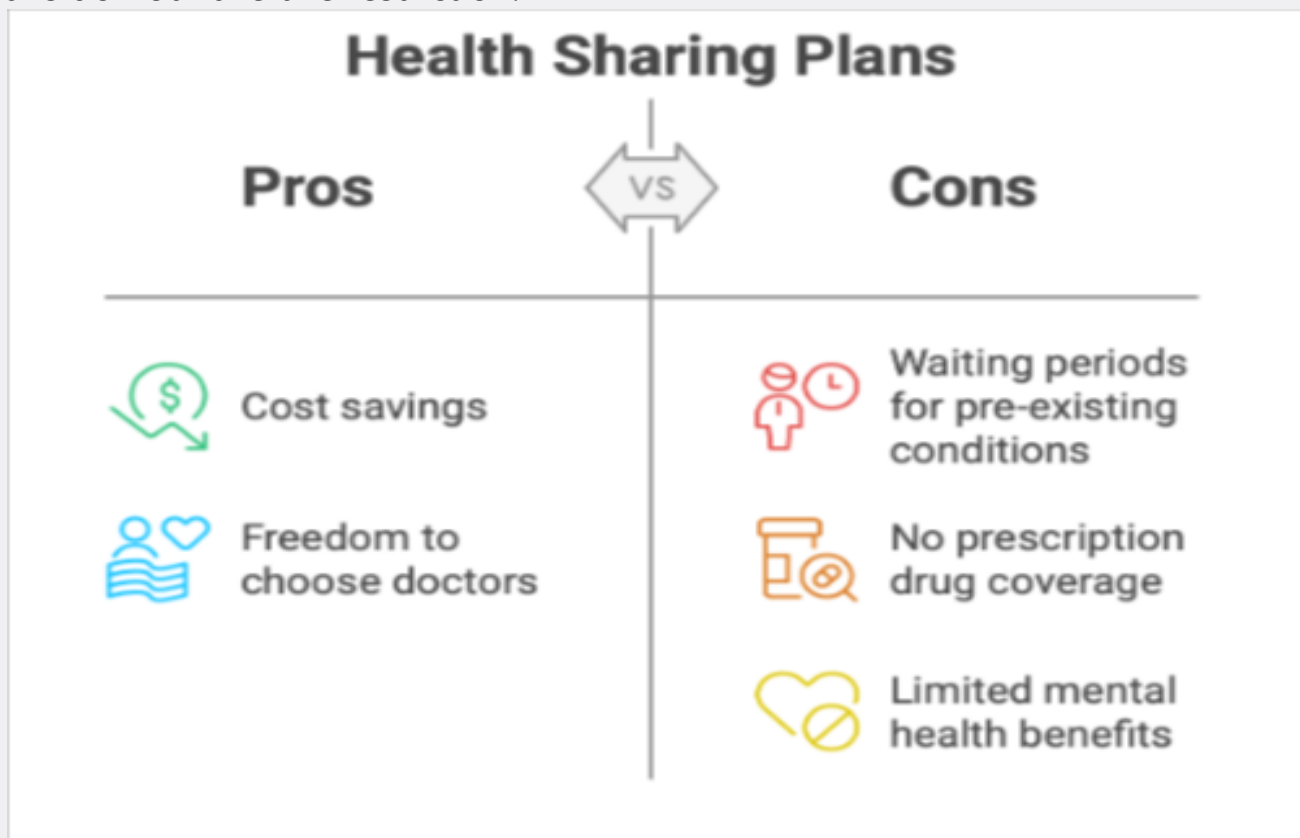 Health Sharing Plans
Pros
VS
Cons
Cost savings
Freedom to
choose doctors
Waiting periods
for pre-existing
conditions
No prescription
drug coverage
Limited mental
health benefits